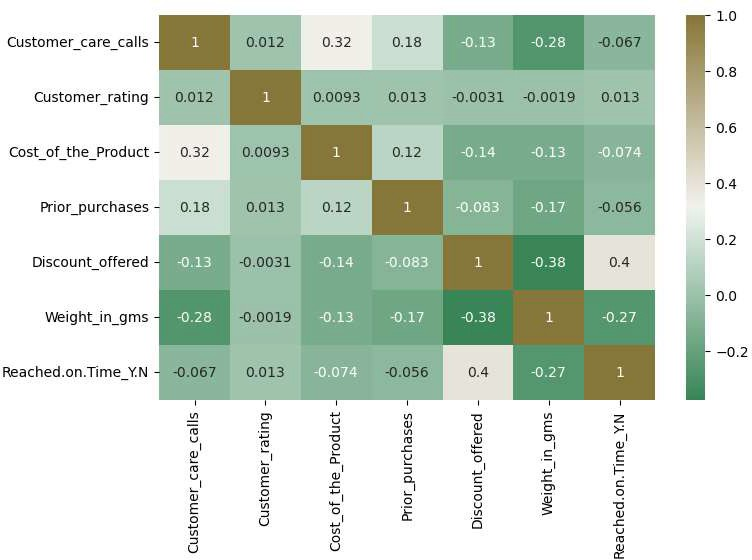 Customer_care_calls 1 0.012 0.32 0.18 -0.13 -0.28 -0.067
Customer_rating 0.012 1 0.0093 0.013 -0.0031 -0.0019 0.013
Cost_of_the_Product 0.32 0.0093 1 0.12 -0.14 -0.13 -0.074
Prior_purchases 0.18 0.013 0.12 1 -0.083 -0.17 -0.056
Discount_offered -0.13 -0.0031 -0.14 -0.083 1 -0.38 0.4
Weight_in_gms -0.28 -0.0019 -0.13 -0.17 -0.38 1 -0.27
Reached.on.Time_Y.N -0.067 0.013 -0.074 -0.056 0.4 -0.27 1
Customer_care_calls
Customer_rating
Cost_of_the_Product
Prior_purchases
Discount_offered
Weight_in_gms
Reached.on.Time_Y.N
1.0
0.8
0.6
0.4
0.2
0.0
−0.2